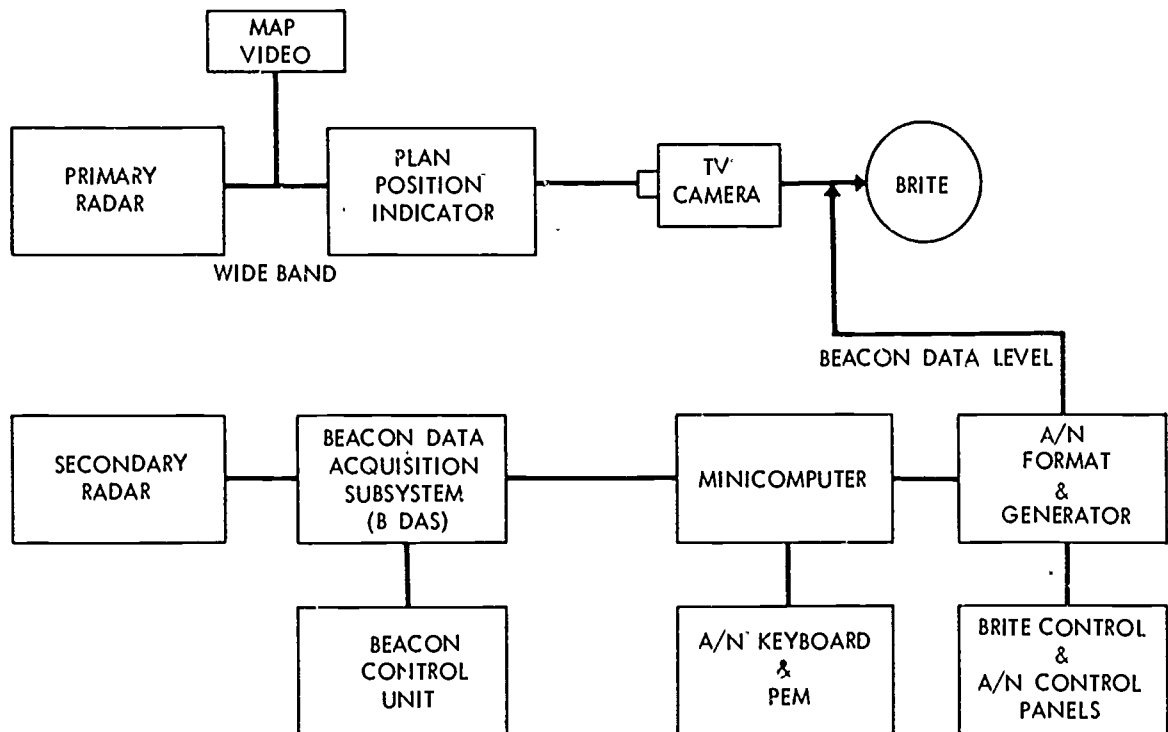 MAP
VIDEO
PRIMARY
RADAR
WIDE BAND
PLAN
POSITION
INDICATOR
TV
CAMERA
BRITE
BEACON DATA LEVEL
SECONDARY
RADAR
BEACON DATA
ACQUISITION
SUBSYSTEM
(B DAS)
MINICOMPUTER
A/N
FORMAT
&
GENERATOR
BEACON
CONTROL
UNIT
A/N KEYBOARD
&
PEM
BRITE CONTROL
&
A/N CONTROL
PANELS